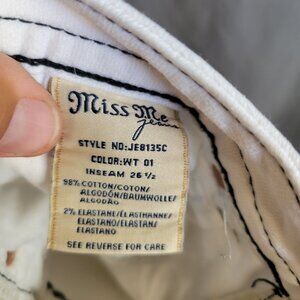 Miss Me
jeans
STYLE NO:JE8135C
COLOR:WT 01
INSEAM 26 1/2
98% COTTON/COTON/
ALGODÓN/BAUMWOLLE/
ALGODÃO
2% ELASTANE/ELASTHANNE/
ELASTANO/ELASTAN/
ELASTANO
SEE REVERSE FOR CARE